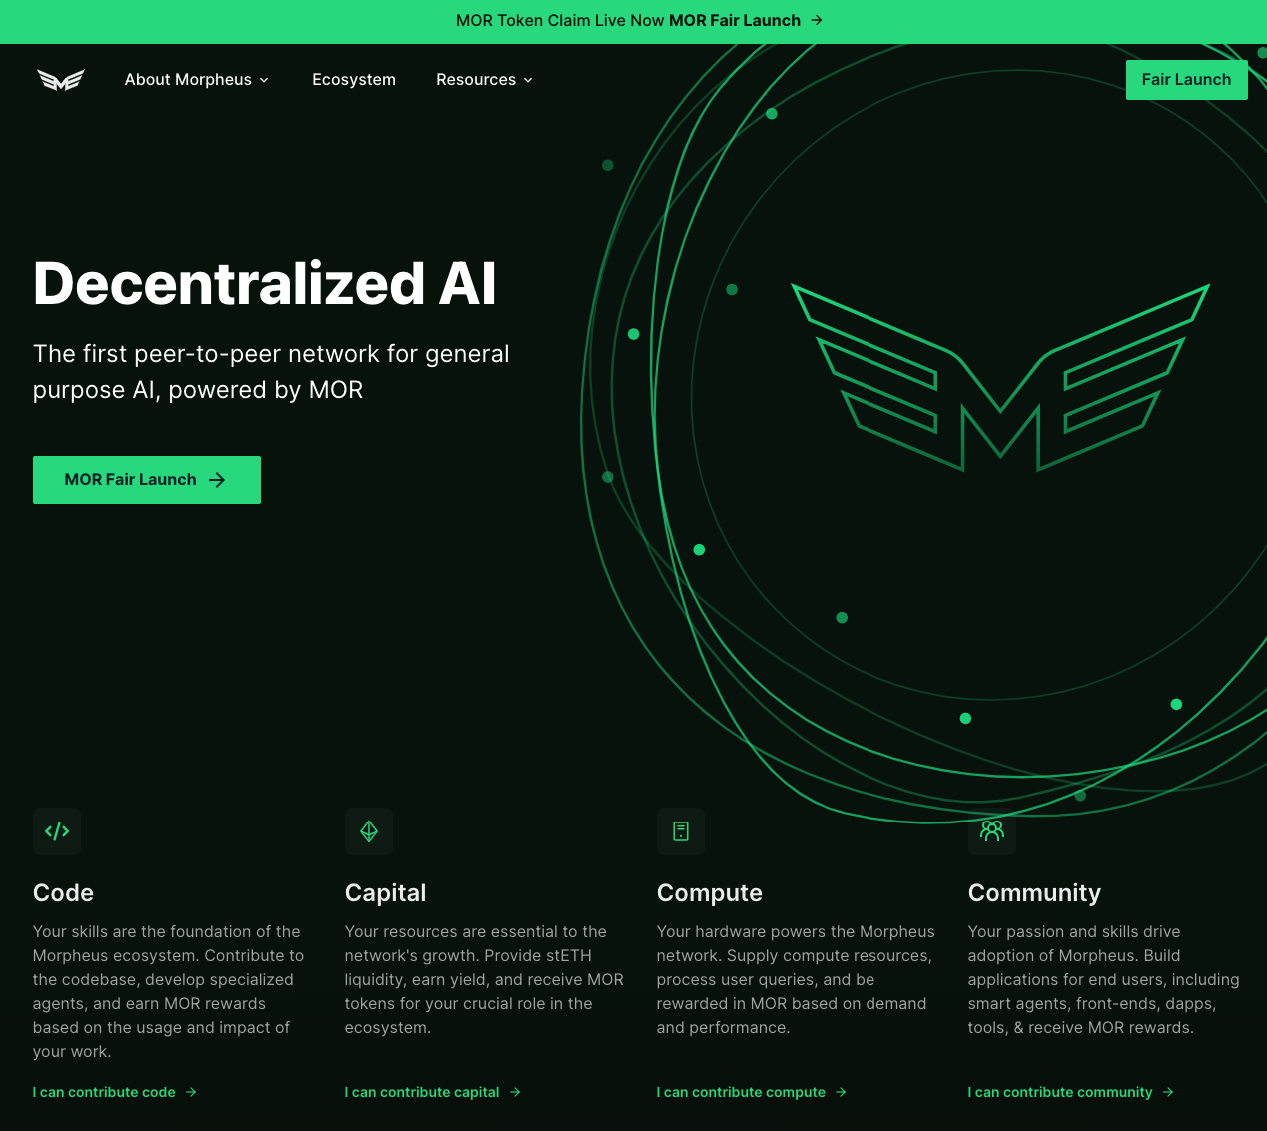 MOR Token Claim Live Now MOR Fair Launch
About Morpheus Ecosystem Resources Fair Launch
Decentralized AI
The first peer-to-peer network for general
purpose AI, powered by MOR
MOR Fair Launch
Code
Your skills are the foundation of the
Morpheus ecosystem. Contribute to
the codebase, develop specialized
agents, and earn MOR rewards
based on the usage and impact of
your work.
I can contribute code
Capital
Your resources are essential to the
network's growth. Provide stETH
liquidity, earn yield, and receive MOR
tokens for your crucial role in the
ecosystem.
I can contribute capital
Compute
Your hardware powers the Morpheus
network. Supply compute resources,
process user queries, and be
rewarded in MOR based on demand
and performance.
I can contribute compute
Community
Your passion and skills drive
adoption of Morpheus. Build
applications for end users, including
smart agents, front-ends, dapps,
tools, & receive MOR rewards.
I can contribute community